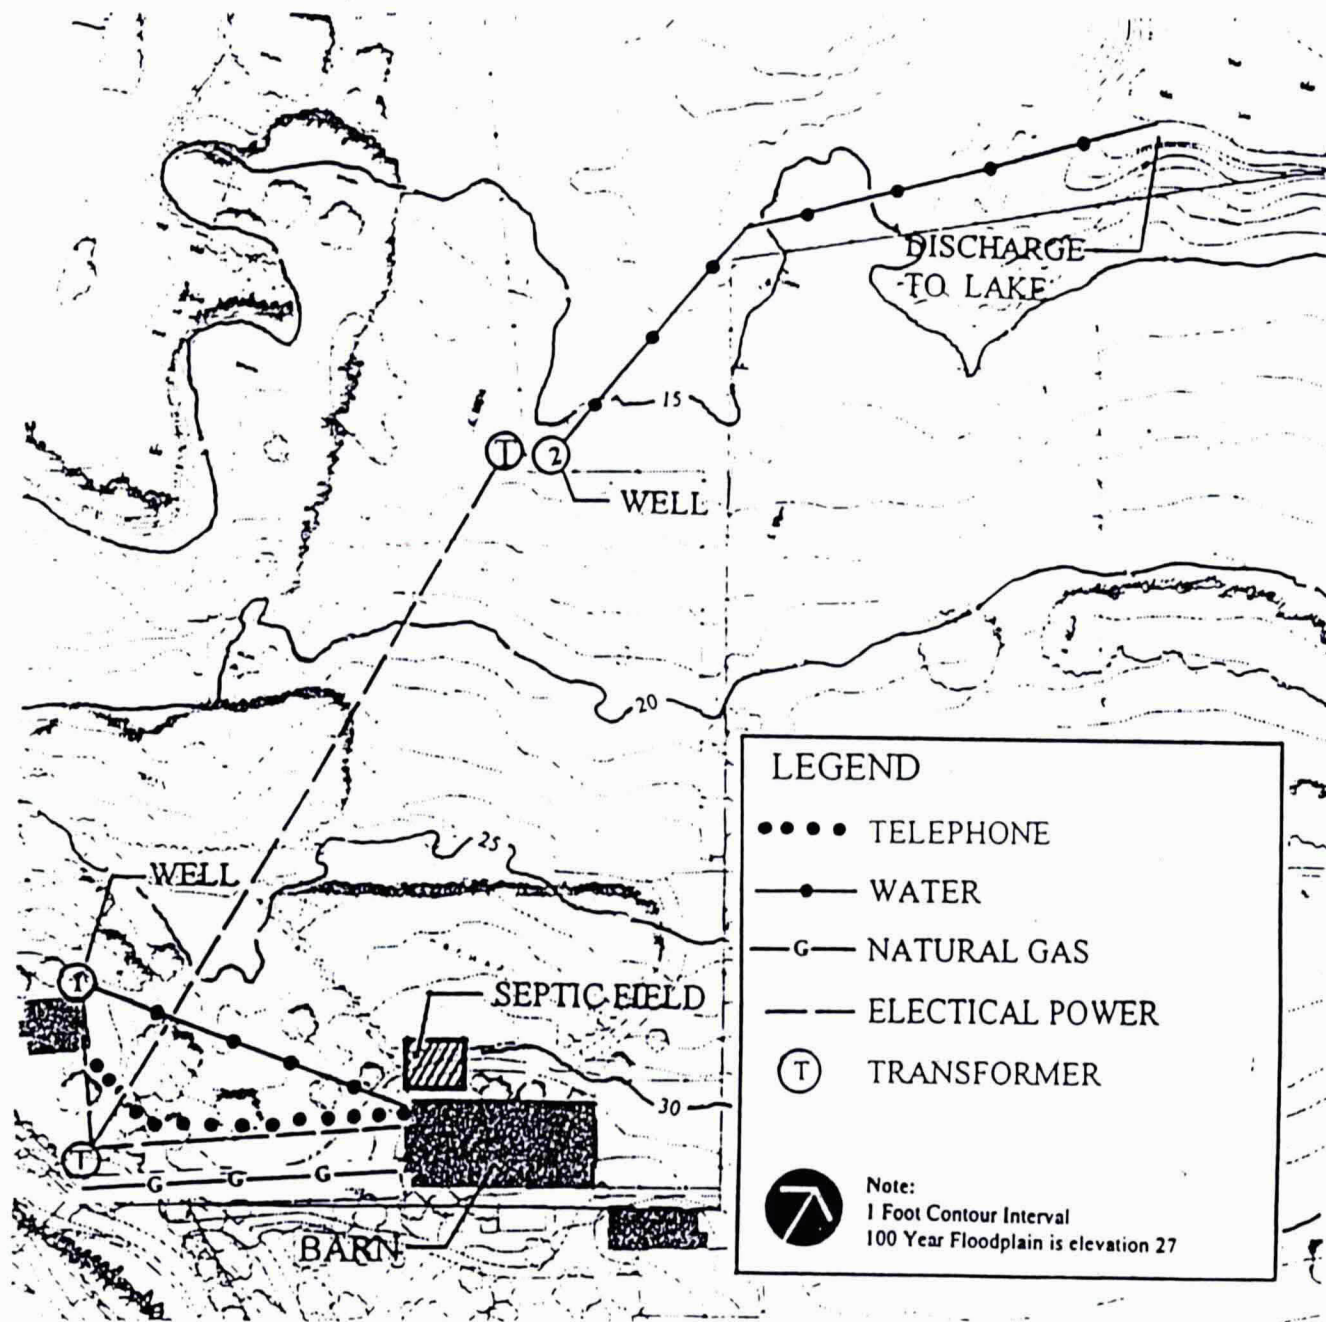 DISCHARGE
TO LAKE
15
T
2
WELL
20
25
WELL
1
SEPTIC FIELD
30
T
G G G
BARN
LEGEND
TELEPHONE
WATER
G NATURAL GAS
ELECTICAL POWER
T TRANSFORMER
Note:
1 Foot Contour Interval
100 Year Floodplain is elevation 27